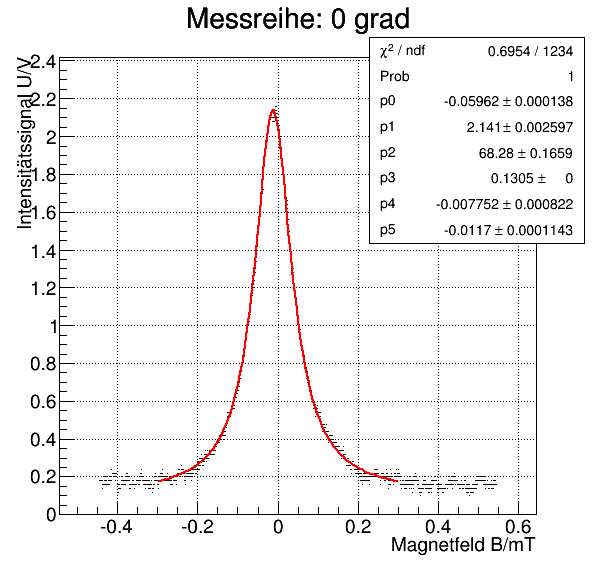 Messreihe: 0 grad
χ² / ndf 0.6954 / 1234
Prob 1
p0 -0.05962 ± 0.000138
p1 2.141± 0.002597
p2 68.28 ± 0.1659
p3 0.1305 ± 0
p4 -0.007752 ± 0.000822
p5 -0.0117 ± 0.0001143
Intensitätssignal U/V
2.4
2.2
2
1.8
1.6
1.4
1.2
1
0.8
0.6
0.4
0.2
0
-0.4 -0.2 0 0.2 0.4 0.6
Magnetfeld B/mT